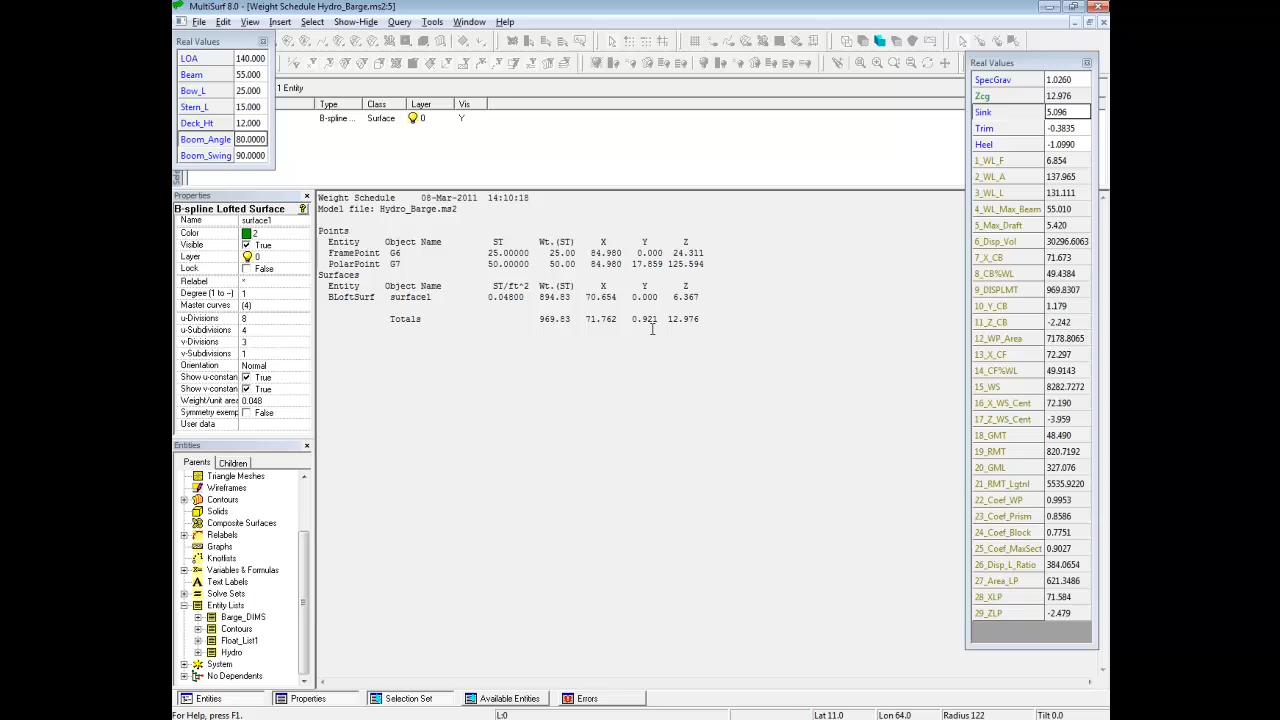 MultiSurf 8.0 - [Weight Schedule Hydro_Barge.ms2:5]
File Edit View Insert Select Show-Hide Query Tools Window Help
Real Values
LOA 140.000
Beam 55.000
Bow_L 25.000
Stern_L 15.000
Deck_Ht 12.000
Boom_Angle 80.0000
Boom_Swing 90.0000
1 Entity
Type Class Layer Vis
B-spline ... Surface 0 Y
Properties
B-spline Lofted Surface
Name surface1
Color 2
Visible True
Layer 0
Lock False
Relabel *
Degree (1 to --) 1
Master curves (4)
u-Divisions 8
u-Subdivisions 4
v-Divisions 3
v-Subdivisions 1
Orientation Normal
Show u-constan True
Show v-constan True
Weight/unit area 0.048
Symmetry exemp False
User data
Entities
Parents Children
Triangle Meshes
Wireframes
Contours
Solids
Composite Surfaces
Relabels
Graphs
Knotlists
Variables & Formulas
Text Labels
Solve Sets
Entity Lists
Barge_DIMS
Contours
Float_List1
Hydro
System
No Dependents
Weight Schedule 08-Mar-2011 14:10:18
Model file: Hydro_Barge.ms2
Points
Entity Object Name ST Wt.(ST) X Y Z
FramePoint G6 25.00000 25.00 84.980 0.000 24.311
PolarPoint G7 50.00000 50.00 84.980 17.859 125.594
Surfaces
Entity Object Name ST/ft^2 Wt.(ST) X Y Z
BLoftSurf surface1 0.04800 894.83 70.654 0.000 6.367
Totals 969.83 71.762 0.921 12.976
Real Values
SpecGrav 1.0260
Zcg 12.976
Sink 5.096
Trim -0.3835
Heel -1.0990
1_WL_F 6.854
2_WL_A 137.965
3_WL_L 131.111
4_WL_Max_Beam 55.010
5_Max_Draft 5.420
6_Disp_Vol 30296.6063
7_X_CB 71.673
8_CB%WL 49.4384
9_DISPLMT 969.8307
10_Y_CB 1.179
11_Z_CB -2.242
12_WP_Area 7178.8065
13_X_CF 72.297
14_CF%WL 49.9143
15_WS 8282.7272
16_X_WS_Cent 72.190
17_Z_WS_Cent -3.959
18_GMT 48.490
19_RMT 820.7192
20_GML 327.076
21_RMT_Lgtnl 5535.9220
22_Coef_WP 0.9953
23_Coef_Prism 0.8586
24_Coef_Block 0.7751
25_Coef_MaxSect 0.9027
26_Disp_L_Ratio 384.0654
27_Area_LP 621.3486
28_XLP 71.584
29_ZLP -2.479
Entities Properties Selection Set Available Entities Errors
For Help, press F1. L:0 Lat 11.0 Lon 64.0 Radius 122 Tilt 0.0